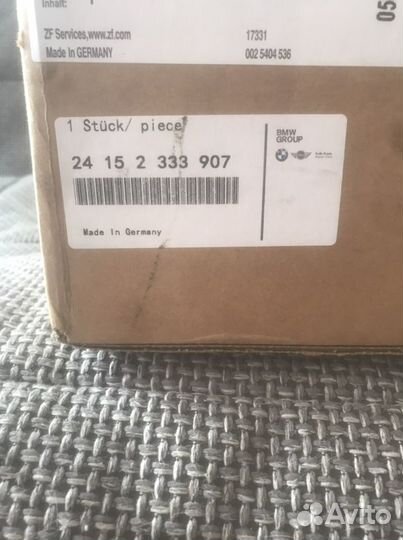 Inhalt:
05
ZF Services,www.zf.com 17331
Made in GERMANY 002 5404 536
1 Stück/ piece
BMW
GROUP
24 15 2 333 907
Made In Germany
Avito